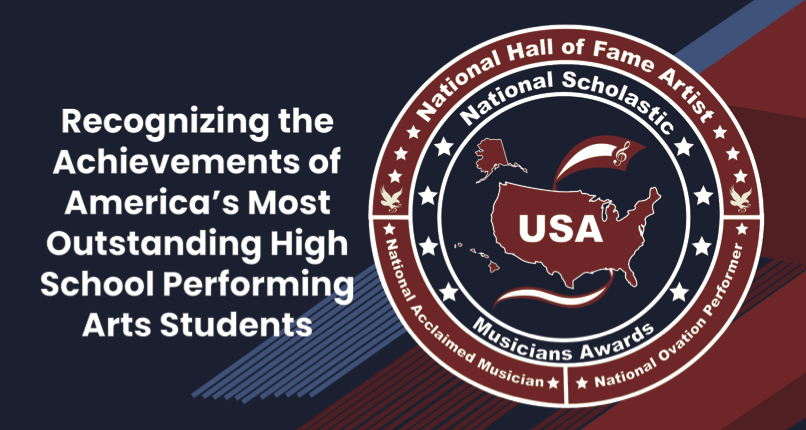 Recognizing the
Achievements of
America's Most
Outstanding High
School Performing
Arts Students
National Hall of Fame Artist
National Scholastic
USA
Musicians Awards
National Acclaimed Musician
National Ovation Performer